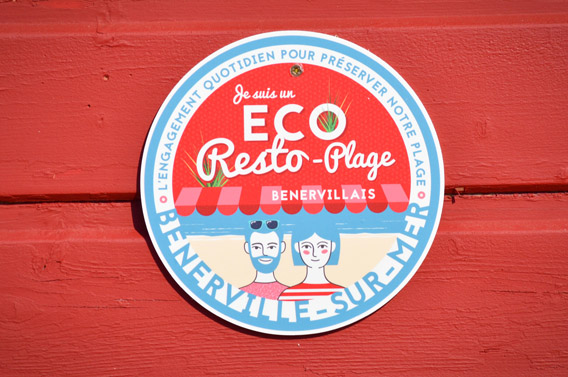 L'ENGAGEMENT QUOTIDIEN POUR PRÉSERVER NOTRE PLAGE
Je suis un
ECO
Resto-Plage
BENERVILLAIS
BENERVILLE-SUR-MER